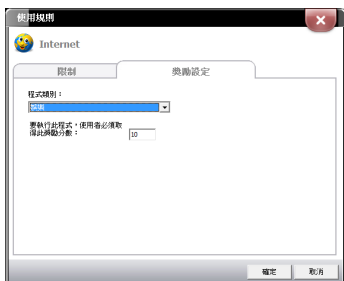 使用規則
Internet
限制
獎勵設定
程式類別：
娛樂
要執行此程式，使用者必須取
得此獎勵分數：
10
確定
取消